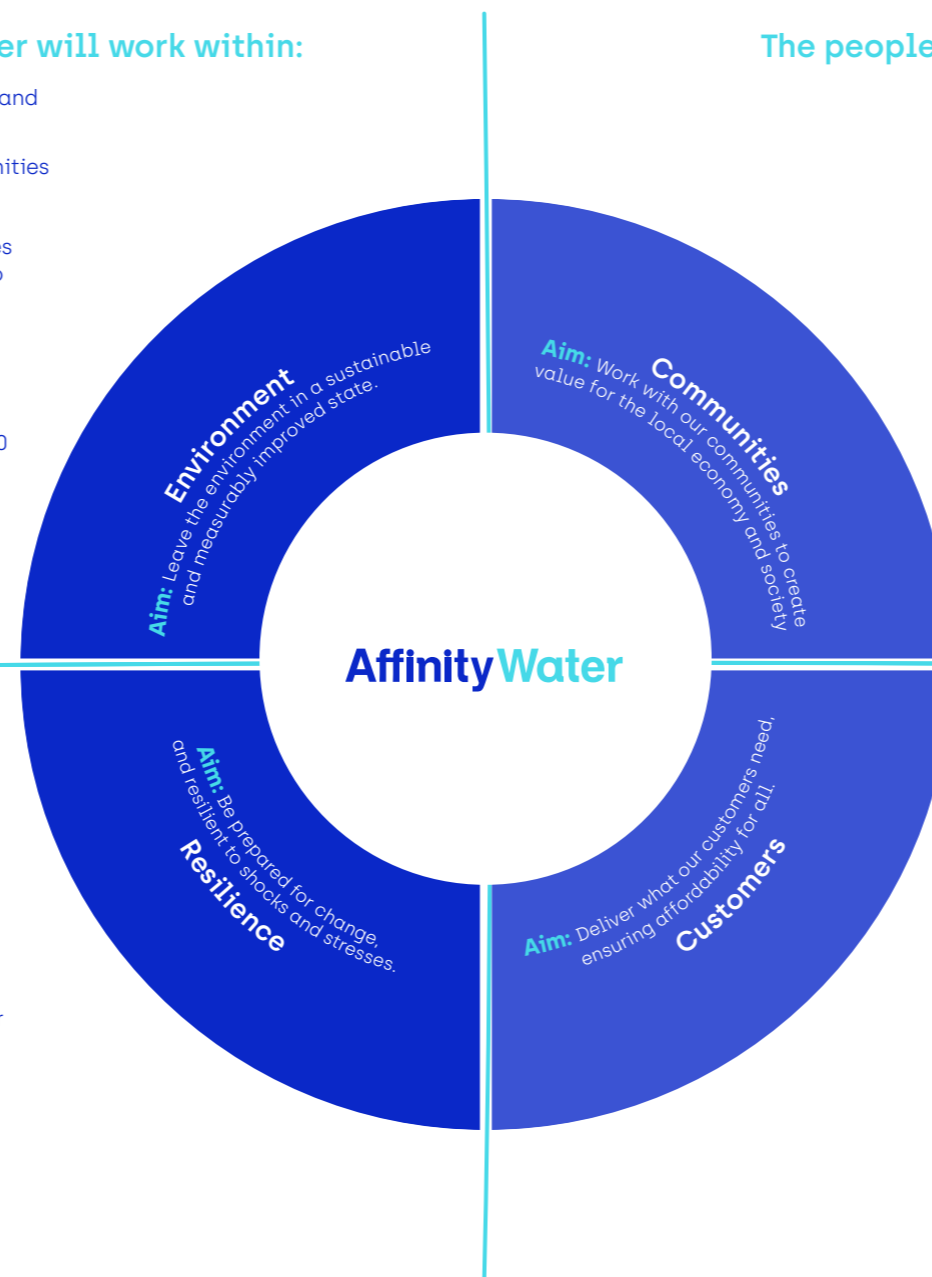 er will work within:
The people
and
nities
es
o
0
r
Environment
Aim: Leave the environment in a sustainable
and measurably improved state.
Communities
Aim: Work with our communities to create
value for the local economy and society
AffinityWater
Aim: Be prepared for change,
and resilient to shocks and stresses.
Resilience
Aim: Deliver what our customers need,
ensuring affordability for all.
Customers